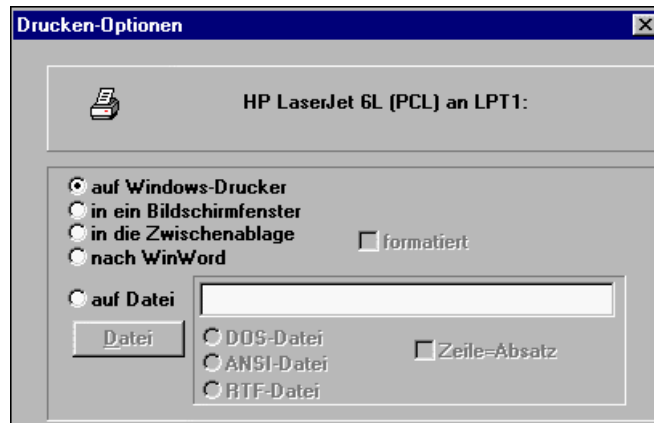 Drucken-Optionen
HP LaserJet 6L (PCL) an LPT1:
auf Windows-Drucker
in ein Bildschirmfenster
in die Zwischenablage
formatiert
nach WinWord
auf Datei
Datei
DOS-Datei
Zeile=Absatz
ANSI-Datei
RTF-Datei